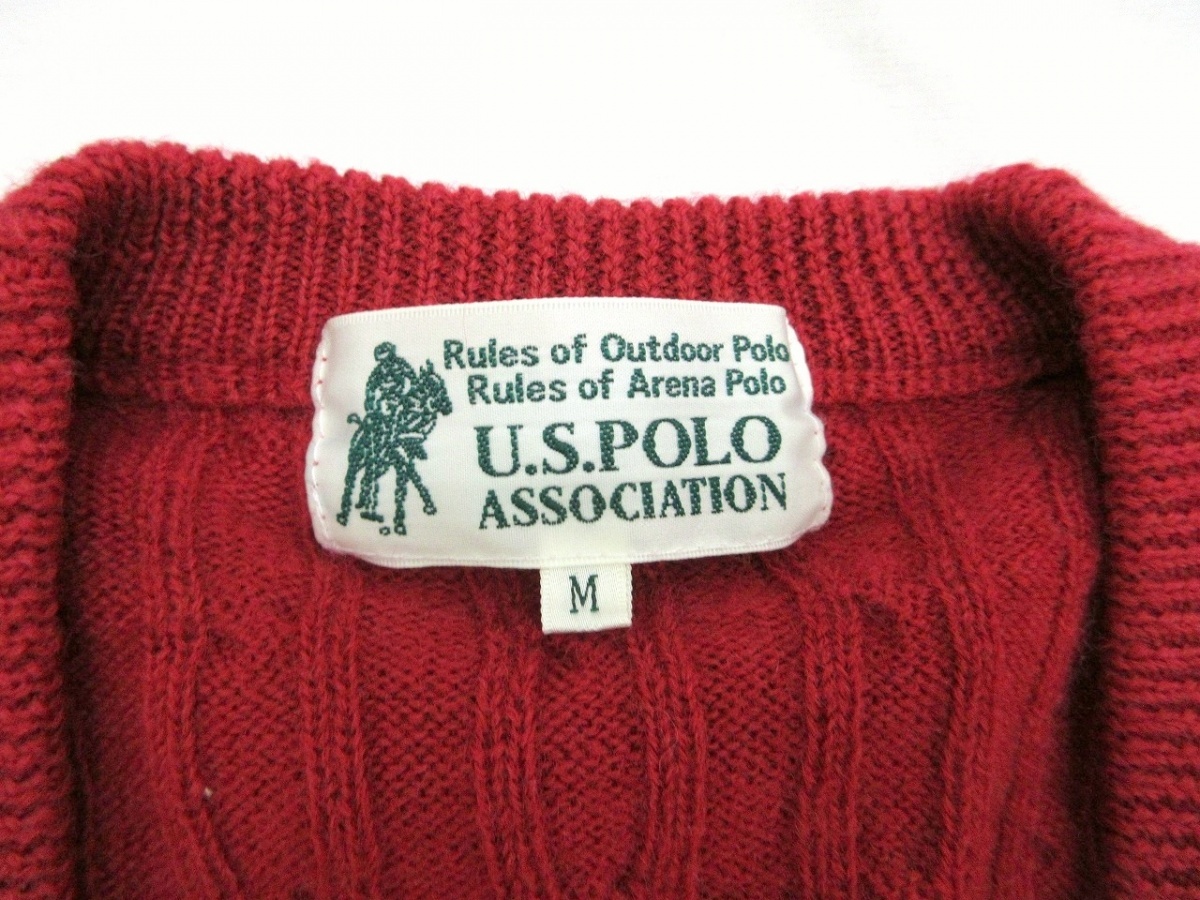 Rules of Outdoor Polo
Rules of Arena Polo
U.S.POLO
ASSOCIATION
M